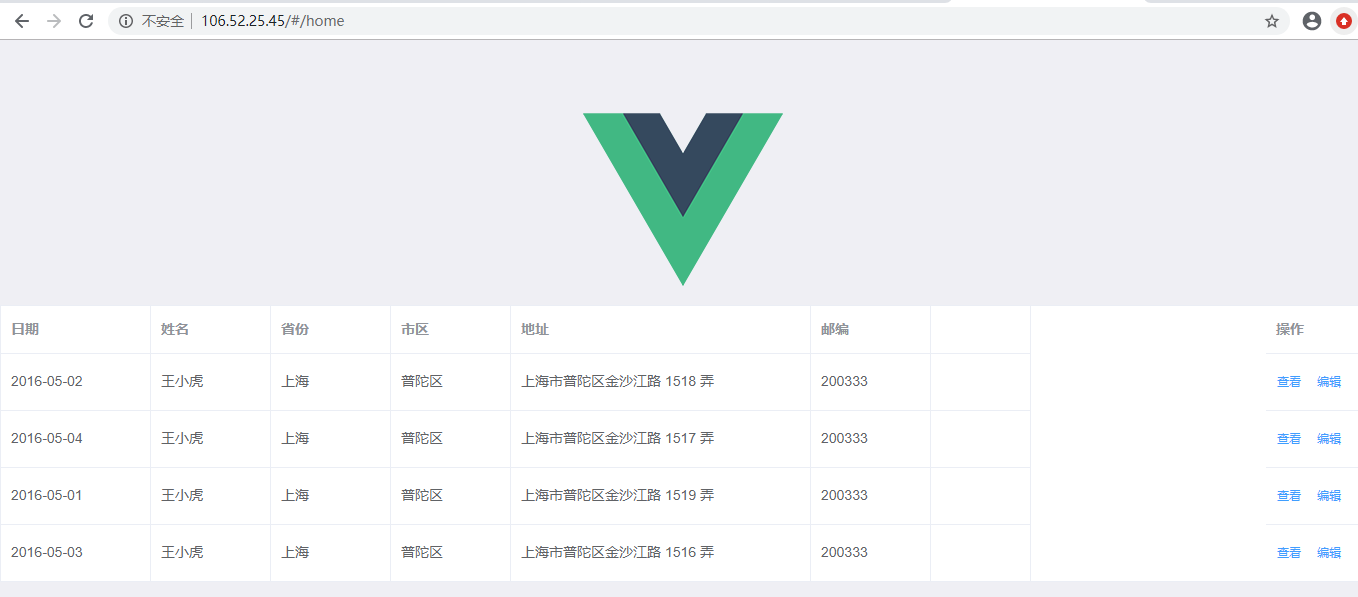 不安全 106.52.25.45/#/home
日期 姓名 省份 市区 地址 邮编 操作
2016-05-02 王小虎 上海 普陀区 上海市普陀区金沙江路 1518 弄 200333 查看 编辑
2016-05-04 王小虎 上海 普陀区 上海市普陀区金沙江路 1517 弄 200333 查看 编辑
2016-05-01 王小虎 上海 普陀区 上海市普陀区金沙江路 1519 弄 200333 查看 编辑
2016-05-03 王小虎 上海 普陀区 上海市普陀区金沙江路 1516 弄 200333 查看 编辑